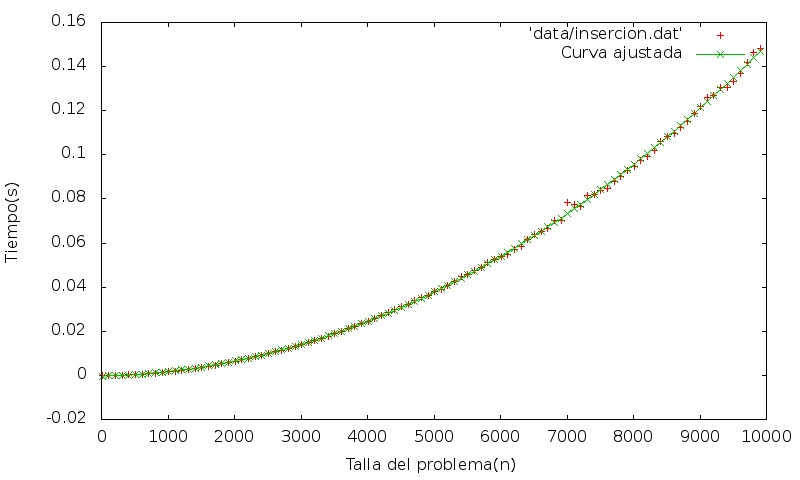 0.16
0.14
0.12
0.1
0.08
0.06
0.04
0.02
0
-0.02
0 1000 2000 3000 4000 5000 6000 7000 8000 9000 10000
Tiempo(s)
Talla del problema(n)
'data/insercion.dat'
Curva ajustada